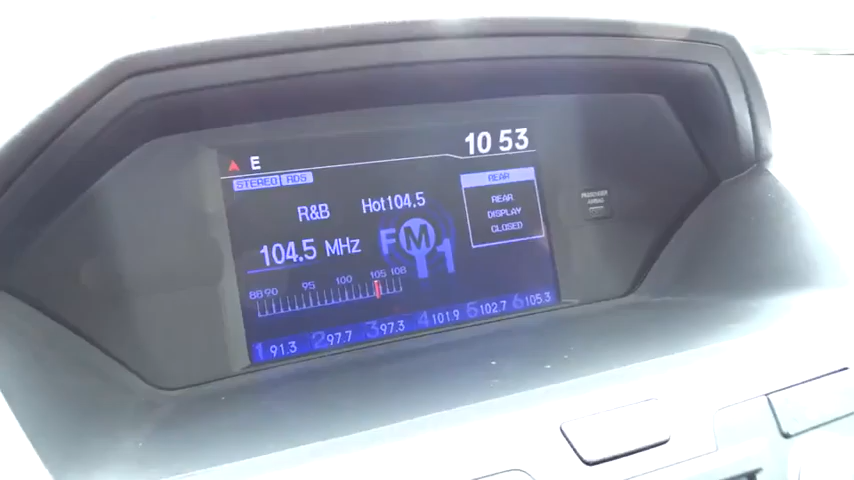 E
10 53
STEREO RDS
REAR
R&B Hot104.5
REAR
DISPLAY
CLOSED
104.5 MHz
FM1
88 90 95 100 105 108
1 91.3 2 97.7 3 97.3 4 101.9 5 102.7 6 105.3
PASSENGER
AIRBAG